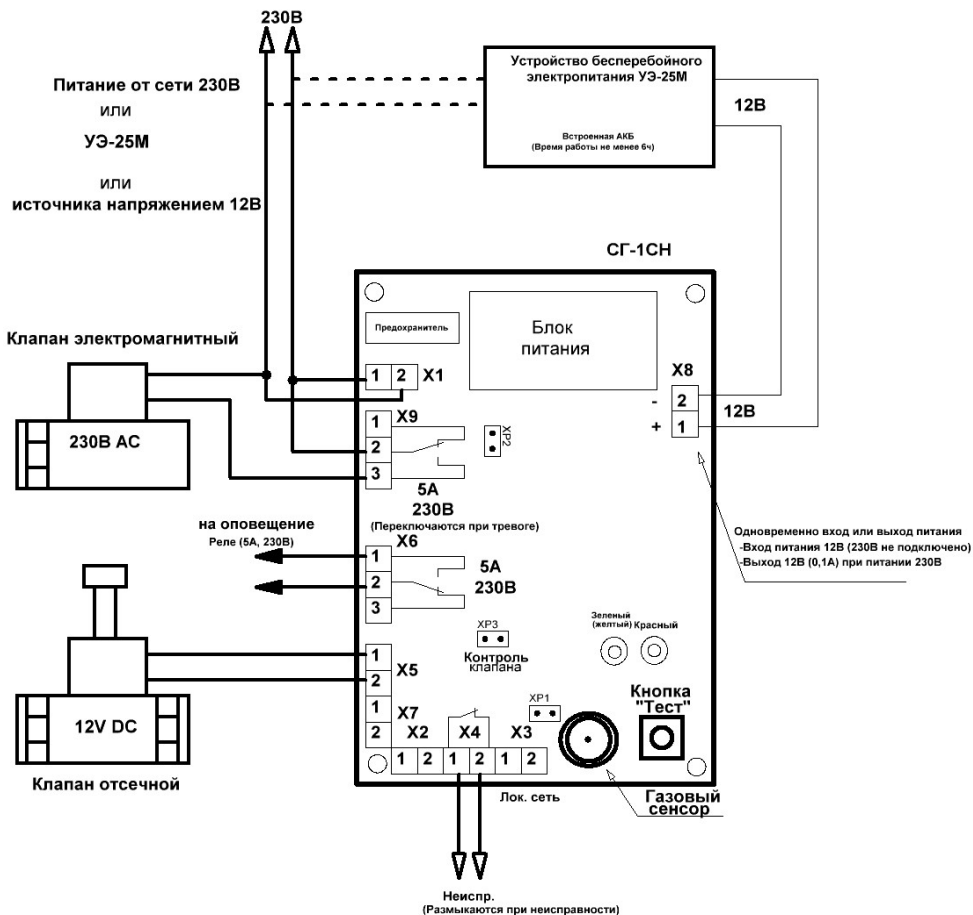 230В
Питание от сети 230В
или
УЭ-25М
или
источника напряжением 12В
Устройство бесперебойного
электропитания УЭ-25М
Встроенная АКБ
(Время работы не менее 6ч)
12В
СГ-1СН
Предохранитель
Блок
питания
1 2 X1
X8
- 2
+ 1
12В
Клапан электромагнитный
230В AC
X9
1
2
3
XP2
5А
230В
(Переключаются при тревоге)
на оповещение
Реле (5А, 230В)
X6
1
2
3
5А
230В
Одновременно вход или выход питания
-Вход питания 12В (230В не подключено)
-Выход 12В (0,1А) при питании 230В
XP3
Контроль
клапана
Зеленый
(желтый) Красный
12V DC
Клапан отсечной
1
2
X5
1
2
X7
X2 X4 X3
1 2 1 2 1 2
XP1
Кнопка
"Тест"
Лок. сеть
Газовый
сенсор
Неиспр.
(Размыкаются при неисправности)